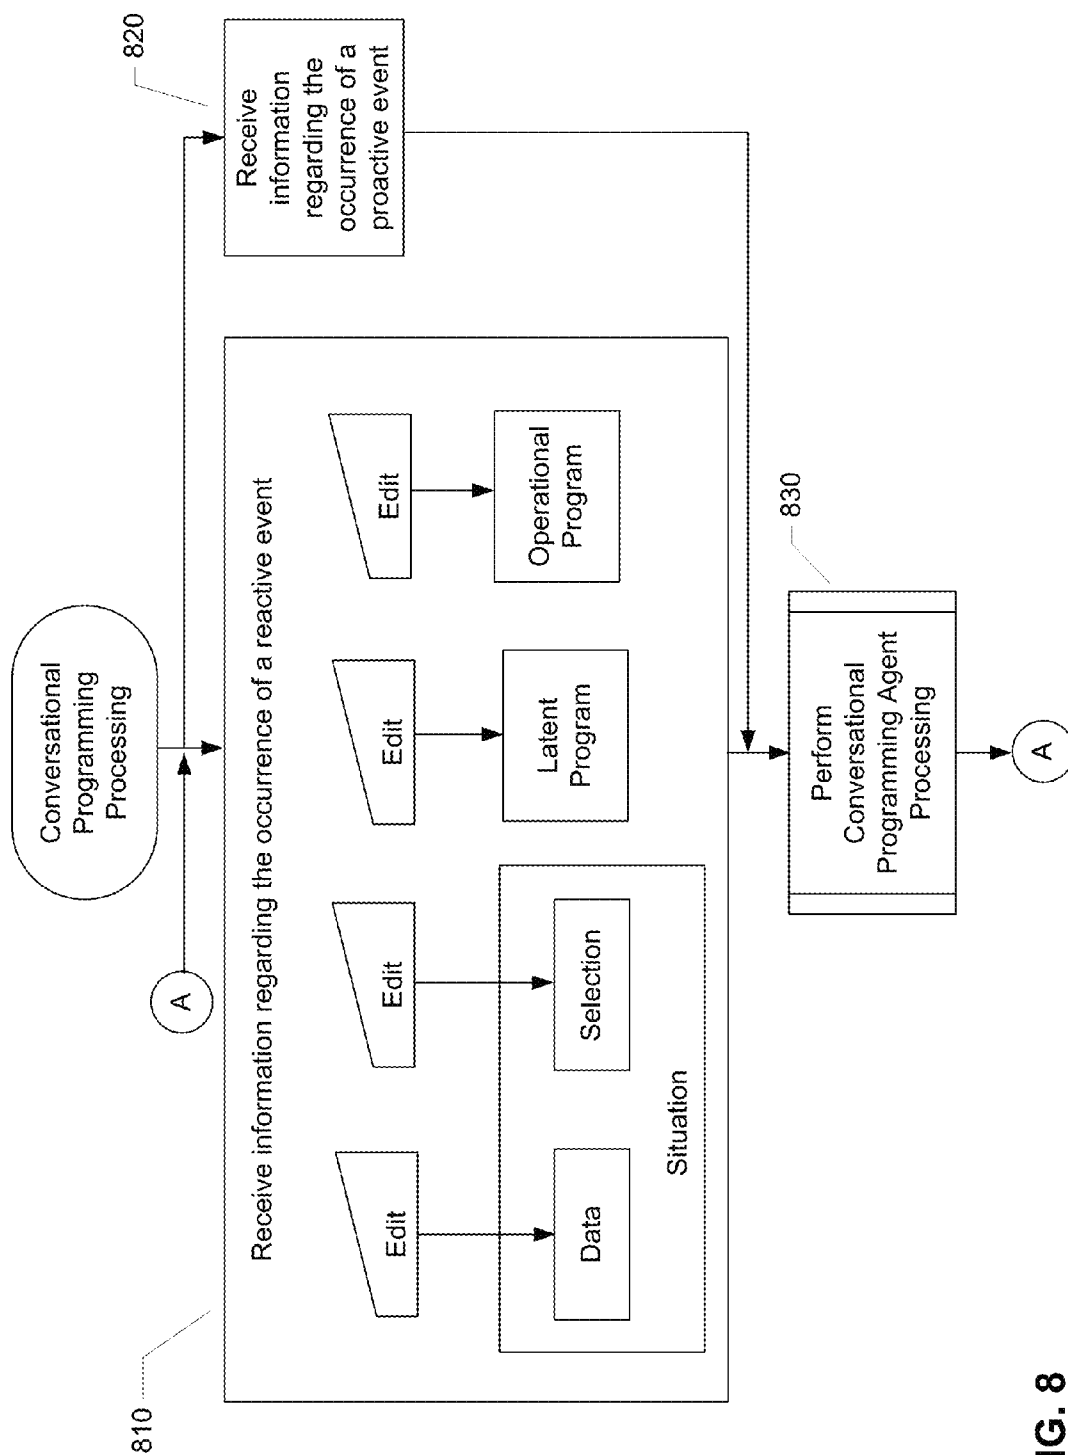 Conversational
Programming
Processing
A
810
Receive information regarding the occurrence of a reactive event
Edit
Edit
Edit
Edit
Data
Selection
Situation
Latent
Program
Operational
Program
820
Receive
information
regarding the
occurrence of a
proactive event
830
Perform
Conversational
Programming Agent
Processing
A
IG. 8